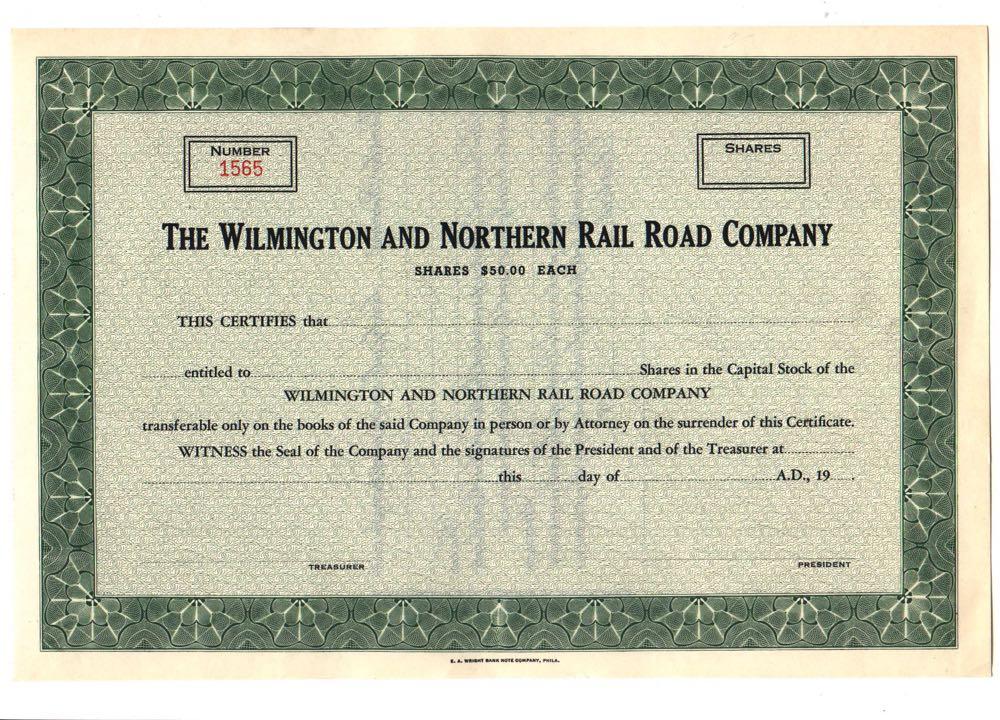 NUMBER
1565
SHARES
THE WILMINGTON AND NORTHERN RAIL ROAD COMPANY
SHARES $50.00 EACH
THIS CERTIFIES that
entitled to Shares in the Capital Stock of the
WILMINGTON AND NORTHERN RAIL ROAD COMPANY
transferable only on the books of the said Company in person or by Attorney on the surrender of this Certificate.
WITNESS the Seal of the Company and the signatures of the President and of the Treasurer at
this day of A.D., 19 .
TREASURER
PRESIDENT
E. A. WRIGHT BANK NOTE COMPANY, PHILA.